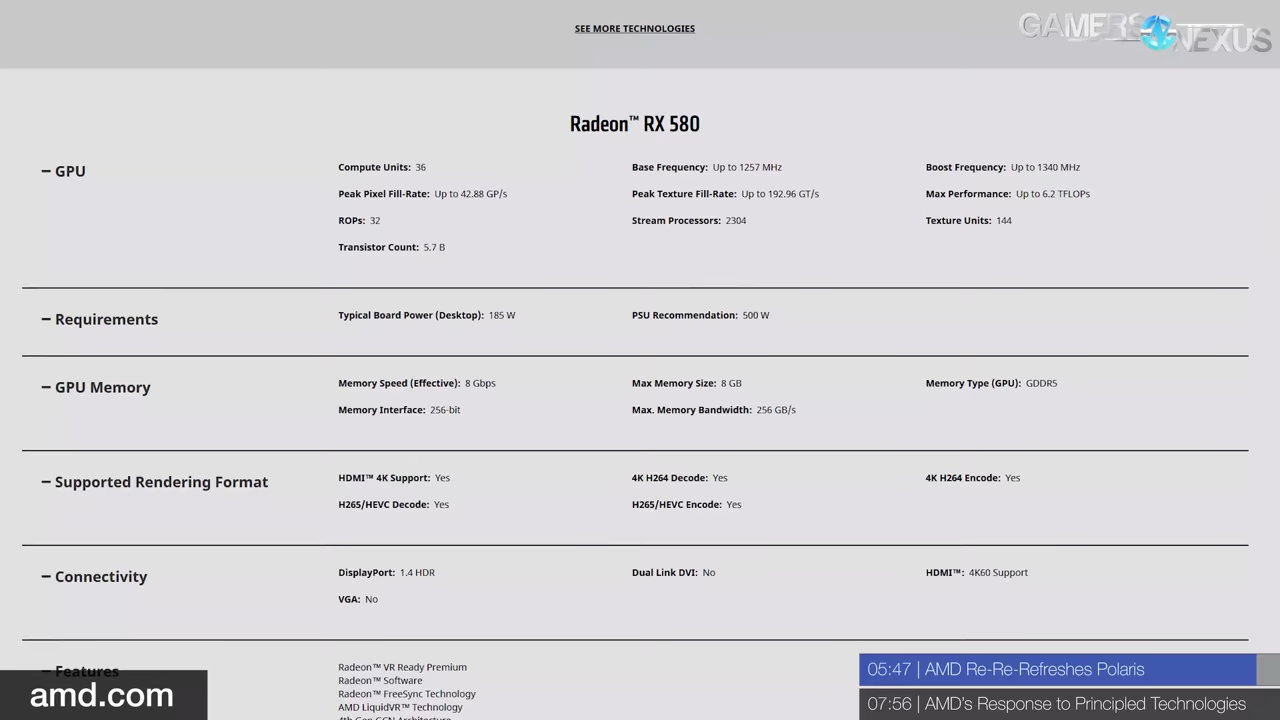 SEE MORE TECHNOLOGIES
GAMERS NEXUS
Radeon™ RX 580
− GPU
Compute Units: 36 Base Frequency: Up to 1257 MHz Boost Frequency: Up to 1340 MHz
Peak Pixel Fill-Rate: Up to 42.88 GP/s Peak Texture Fill-Rate: Up to 192.96 GT/s Max Performance: Up to 6.2 TFLOPs
ROPs: 32 Stream Processors: 2304 Texture Units: 144
Transistor Count: 5.7 B
− Requirements
Typical Board Power (Desktop): 185 W PSU Recommendation: 500 W
− GPU Memory
Memory Speed (Effective): 8 Gbps Max Memory Size: 8 GB Memory Type (GPU): GDDR5
Memory Interface: 256-bit Max. Memory Bandwidth: 256 GB/s
− Supported Rendering Format
HDMI™ 4K Support: Yes 4K H264 Decode: Yes 4K H264 Encode: Yes
H265/HEVC Decode: Yes H265/HEVC Encode: Yes
− Connectivity
DisplayPort: 1.4 HDR Dual Link DVI: No HDMI™: 4K60 Support
VGA: No
− Features
Radeon™ VR Ready Premium
Radeon™ Software
Radeon™ FreeSync Technology
AMD LiquidVR™ Technology
4th Gen GCN Architecture
amd.com
05:47 | AMD Re-Re-Refreshes Polaris
07:56 | AMD's Response to Principled Technologies